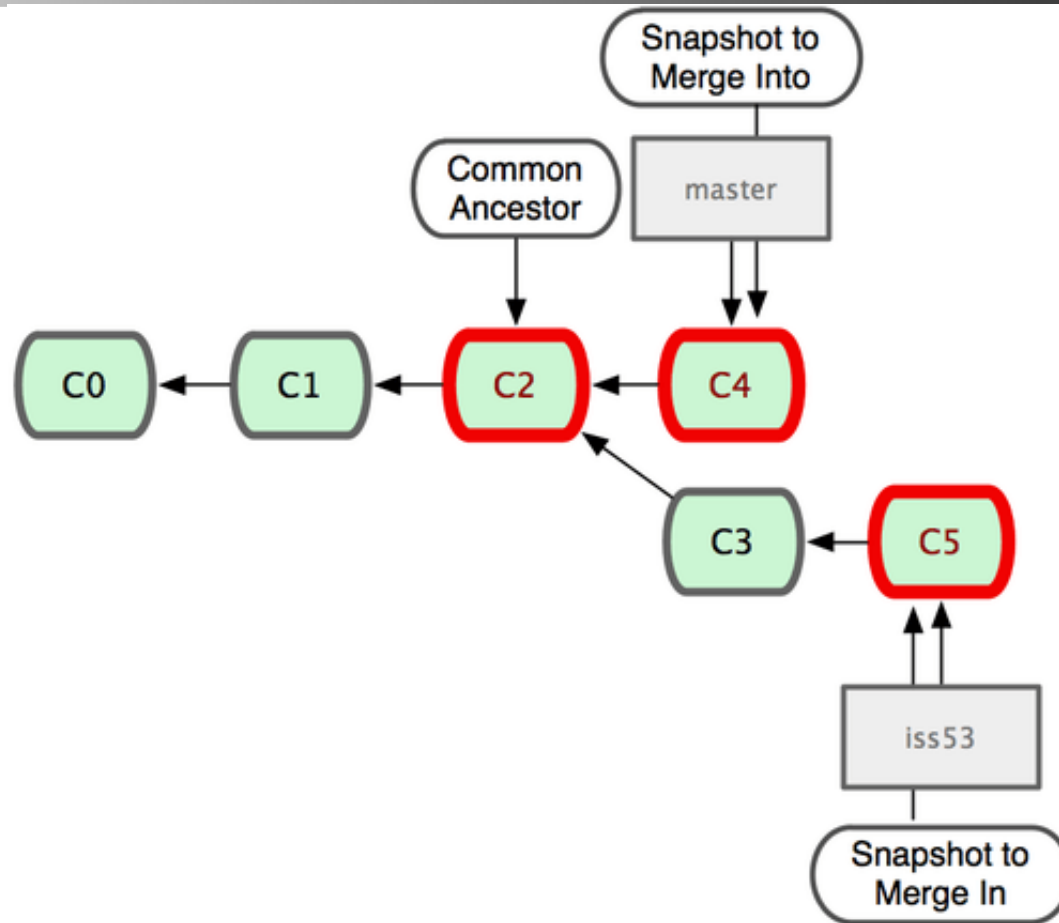 Snapshot to
Merge Into
Common
Ancestor
master
C0
C1
C2
C4
C3
C5
iss53
Snapshot to
Merge In